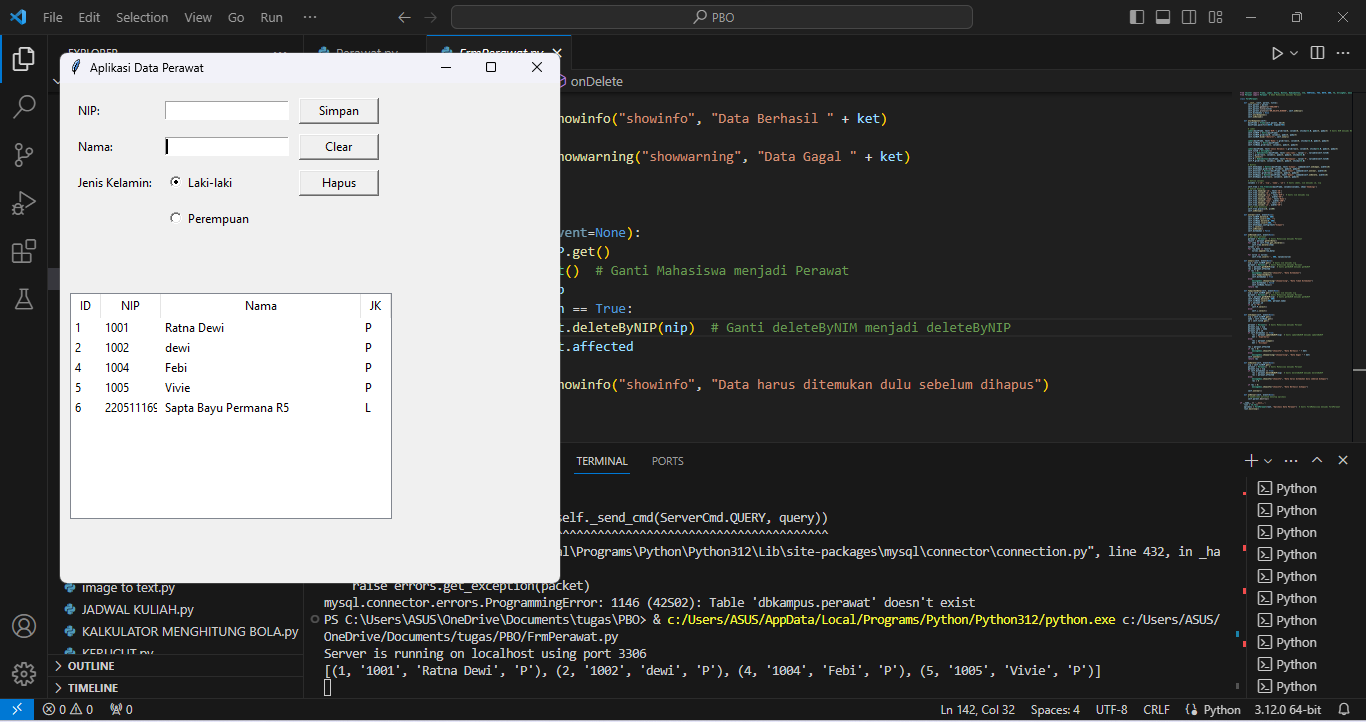 File Edit Selection View Go Run ··· PBO
EXPLORER
Perawat.py
FrmPerawat.py
Aplikasi Data Perawat
onDelete
NIP:
Simpan
Nama:
Clear
Jenis Kelamin:
Laki-laki
Hapus
Perempuan
ID NIP Nama JK
1 1001 Ratna Dewi P
2 1002 dewi P
4 1004 Febi P
5 1005 Vivie P
6 220511169 Sapta Bayu Permana R5 L
howinfo("showinfo", "Data Berhasil " + ket)
howwarning("showwarning", "Data Gagal " + ket)
vent=None):
P.get()
t() # Ganti Mahasiswa menjadi Perawat
p
n == True:
t.deleteByNIP(nip) # Ganti deleteByNIM menjadi deleteByNIP
t.affected
howinfo("showinfo", "Data harus ditemukan dulu sebelum dihapus")
TERMINAL PORTS
self._send_cmd(ServerCmd.QUERY, query))
^^^^^^^^^^^^^^^^^^^^^^^^^^^^^^^^^^^^^^
al\Programs\Python\Python312\Lib\site-packages\mysql\connector\connection.py", line 432, in _ha
raise errors.get_exception(packet)
mysql.connector.errors.ProgrammingError: 1146 (42S02): Table 'dbkampus.perawat' doesn't exist
PS C:\Users\ASUS\OneDrive\Documents\tugas\PBO> & c:/Users/ASUS/AppData/Local/Programs/Python/Python312/python.exe c:/Users/ASUS/
OneDrive/Documents/tugas/PBO/FrmPerawat.py
Server is running on localhost using port 3306
[(1, '1001', 'Ratna Dewi', 'P'), (2, '1002', 'dewi', 'P'), (4, '1004', 'Febi', 'P'), (5, '1005', 'Vivie', 'P')]
Python
Python
Python
Python
Python
Python
Python
Python
Python
Python
image to text.py
JADWAL KULIAH.py
KALKULATOR MENGHITUNG BOLA.py
KERUCUT.py
OUTLINE
TIMELINE
0 0 0 Ln 142, Col 32 Spaces: 4 UTF-8 CRLF Python 3.12.0 64-bit